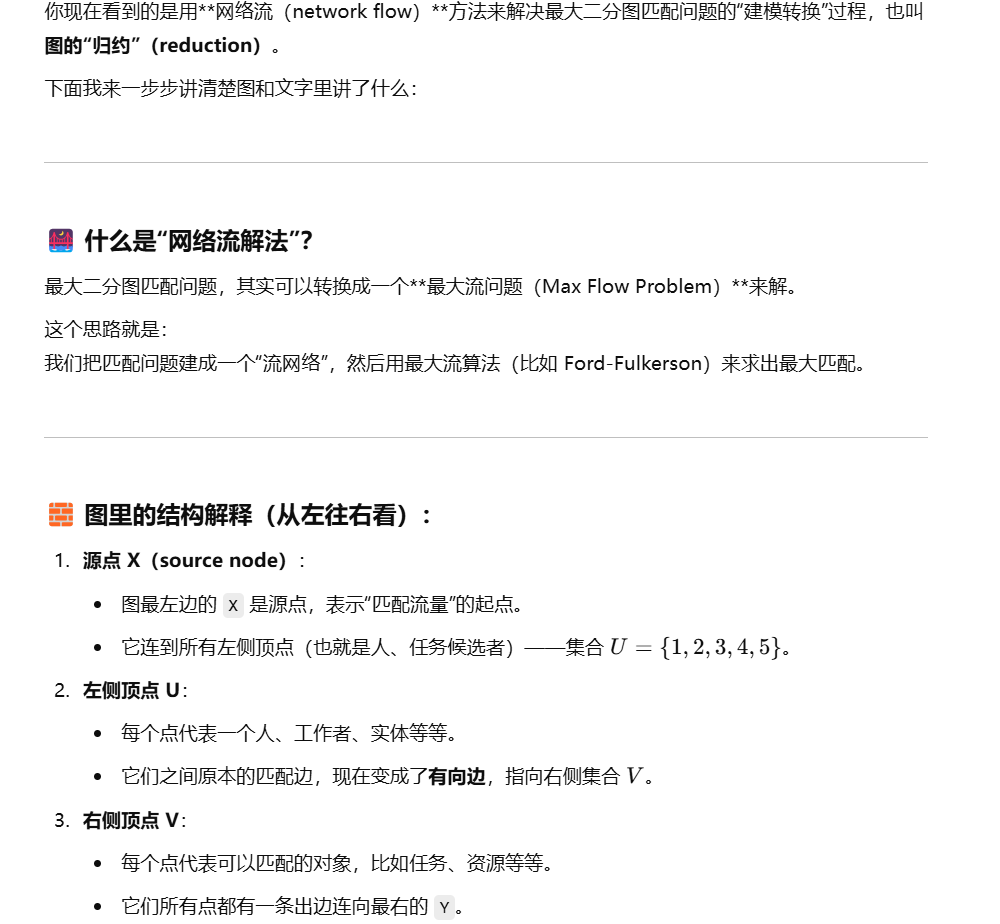 你现在看到的是用**网络流（network flow）**方法来解决最大二分图匹配问题的“建模转换”过程，也叫
图的“归约”（reduction）。
下面我来一步步讲清楚图和文字里讲了什么：
什么是“网络流解法”？
最大二分图匹配问题，其实可以转换成一个**最大流问题（Max Flow Problem）**来解。
这个思路就是：
我们把匹配问题建成一个“流网络”，然后用最大流算法（比如 Ford-Fulkerson）来求出最大匹配。
图里的结构解释（从左往右看）：
1. 源点 X（source node）：
• 图最左边的 X 是源点，表示“匹配流量”的起点。
• 它连到所有左侧顶点（也就是人、任务候选者）——集合 U = {1, 2, 3, 4, 5}。
2. 左侧顶点 U：
• 每个点代表一个人、工作者、实体等等。
• 它们之间原本的匹配边，现在变成了有向边，指向右侧集合 V。
3. 右侧顶点 V：
• 每个点代表可以匹配的对象，比如任务、资源等等。
• 它们所有点都有一条出边连向最右的 Y。